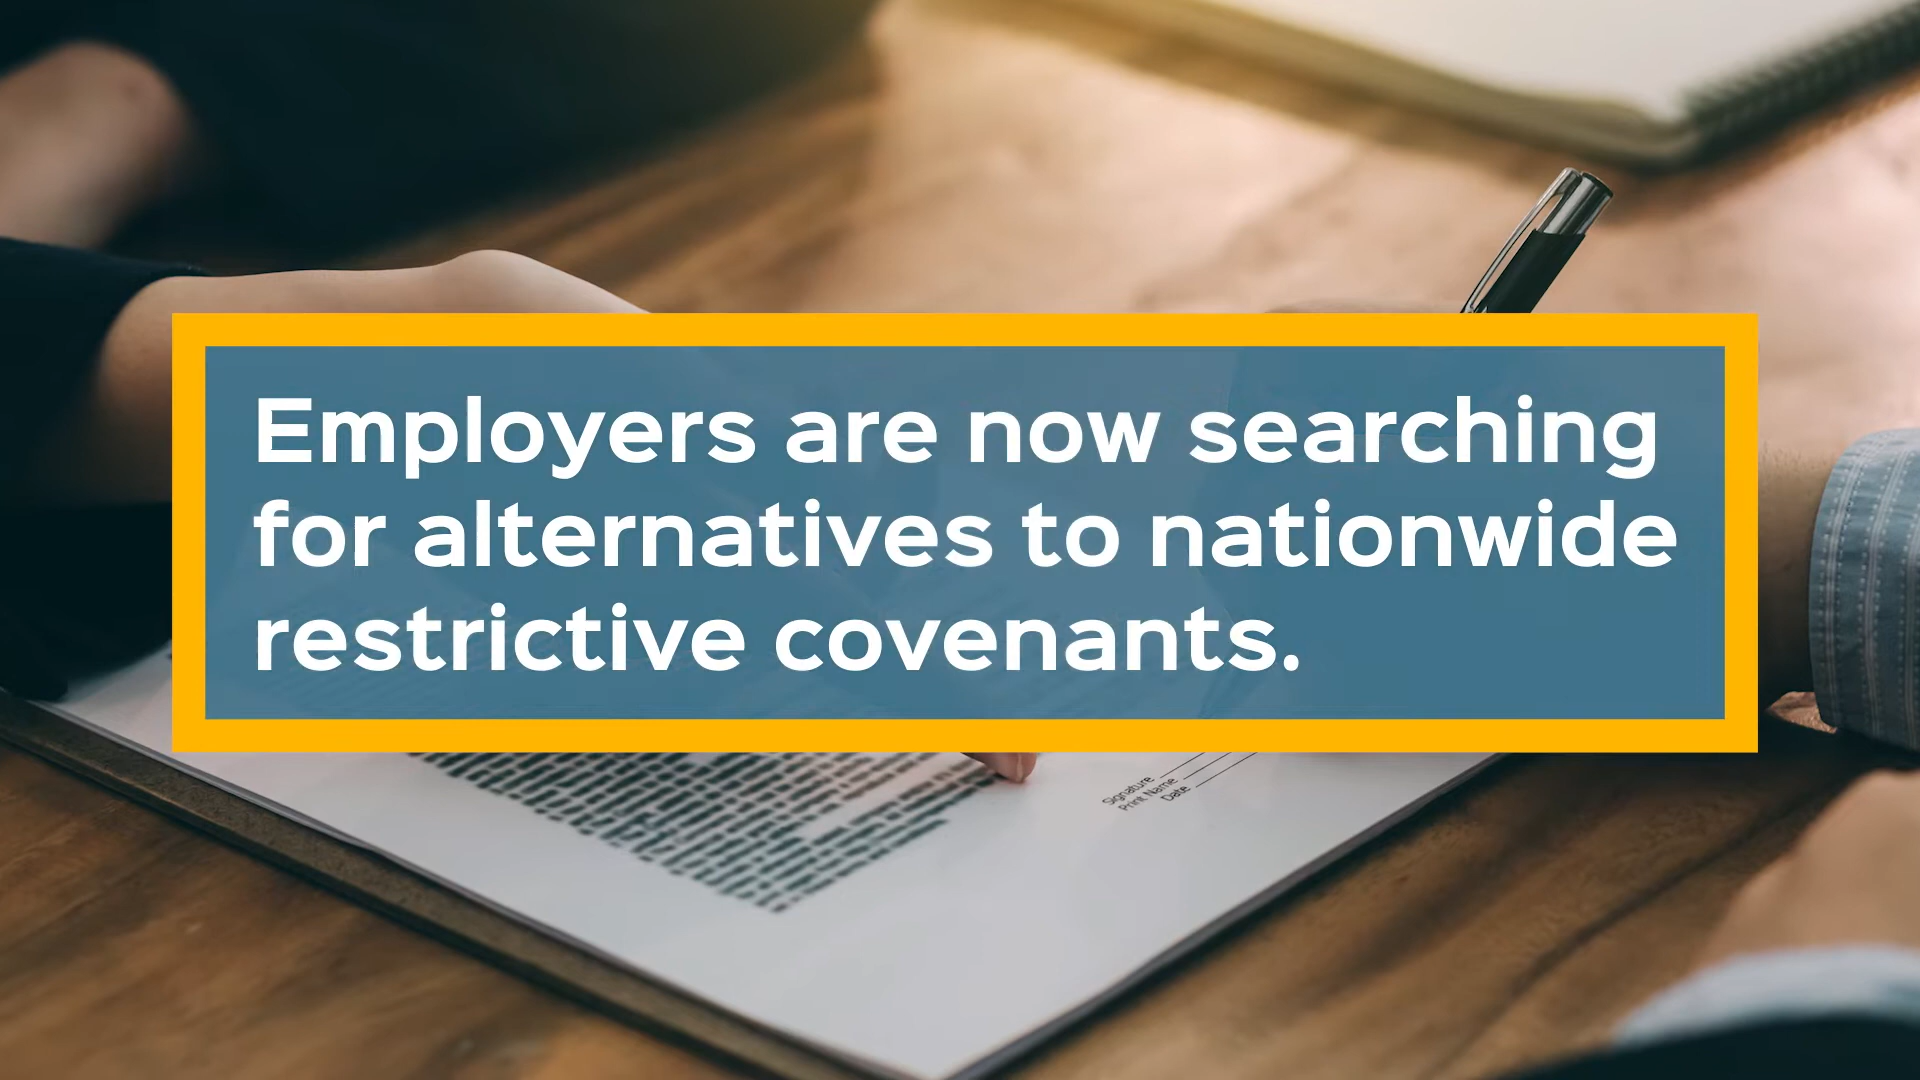 Employers are now searching
for alternatives to nationwide
restrictive covenants.
Signature
Print Name
Date